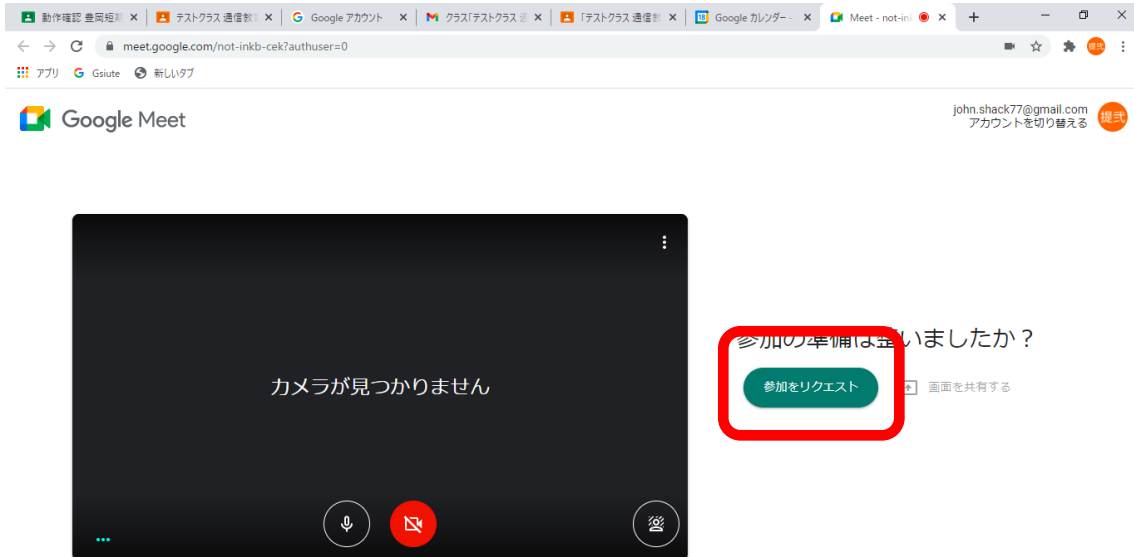 動作確認 豊岡短期
テストクラス 通信教
Google アカウント
クラス「テストクラス 通
「テストクラス 通信教
18
Google カレンダー -
Meet - not-in
meet.google.com/not-inkb-cek?authuser=0
提弐
アプリ
Gsiute
新しいタブ
Google Meet
john.shack77@gmail.com
アカウントを切り替える
提弐
参加の準備は整いましたか？
カメラが見つかりません
参加をリクエスト
画面を共有する